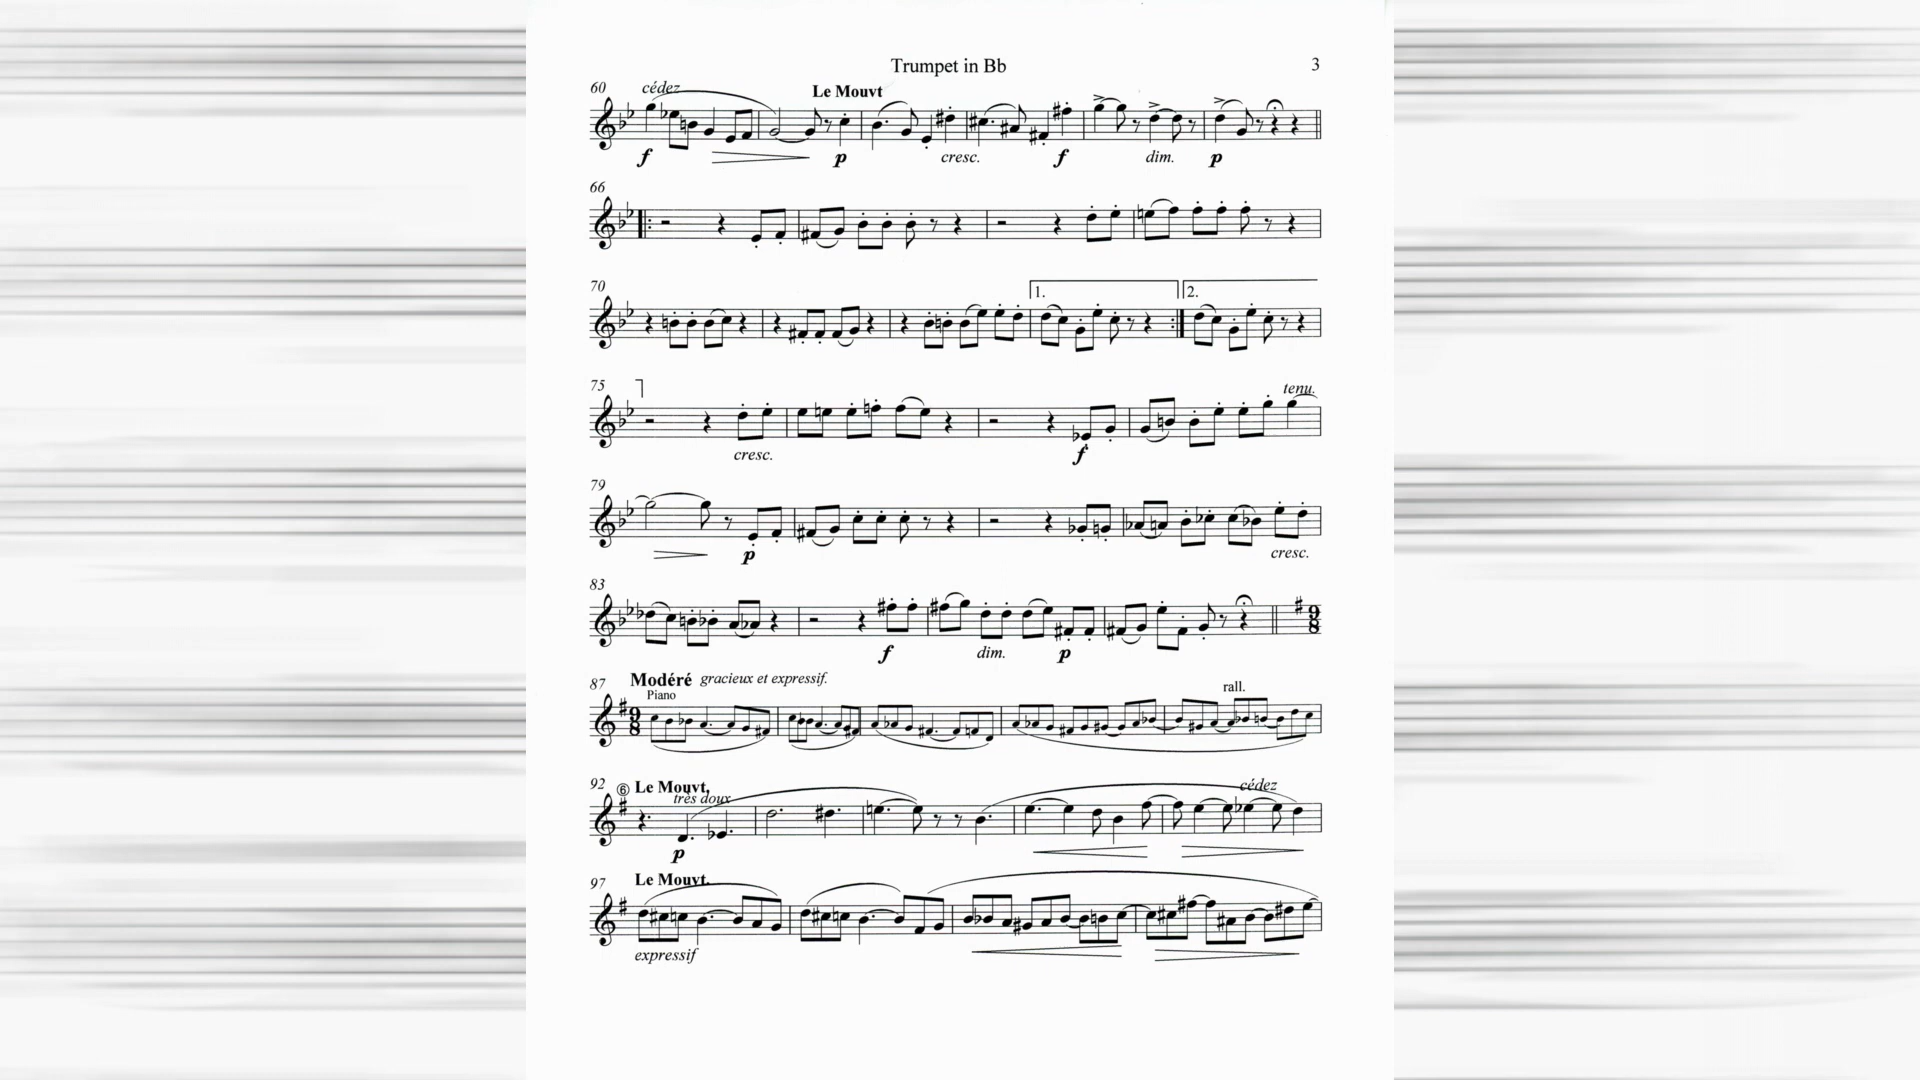 Trumpet in Bb
3
60
cédez
Le Mouvt
f
p
cresc.
f
dim.
p
66
70
1.
2.
75
tenu.
cresc.
f
79
p
cresc.
83
f
dim.
p
9
8
87
Modéré gracieux et expressif.
Piano
rall.
9
8
92
6 Le Mouvt.
très doux
cédez
p
97
Le Mouvt.
expressif